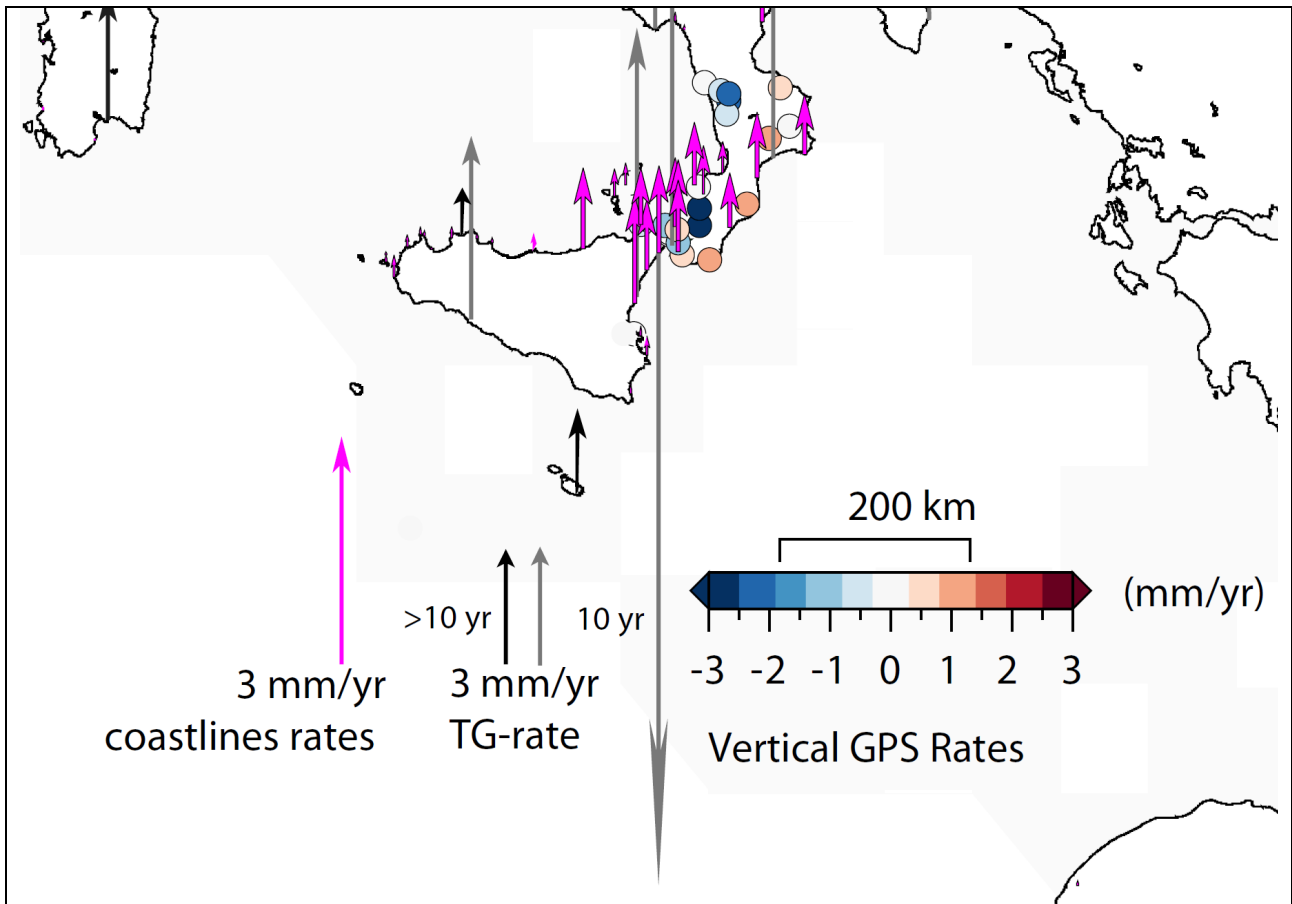 200 km
(mm/yr)
-3 -2 -1 0 1 2 3
Vertical GPS Rates
>10 yr
10 yr
3 mm/yr
coastlines rates
3 mm/yr
TG-rate